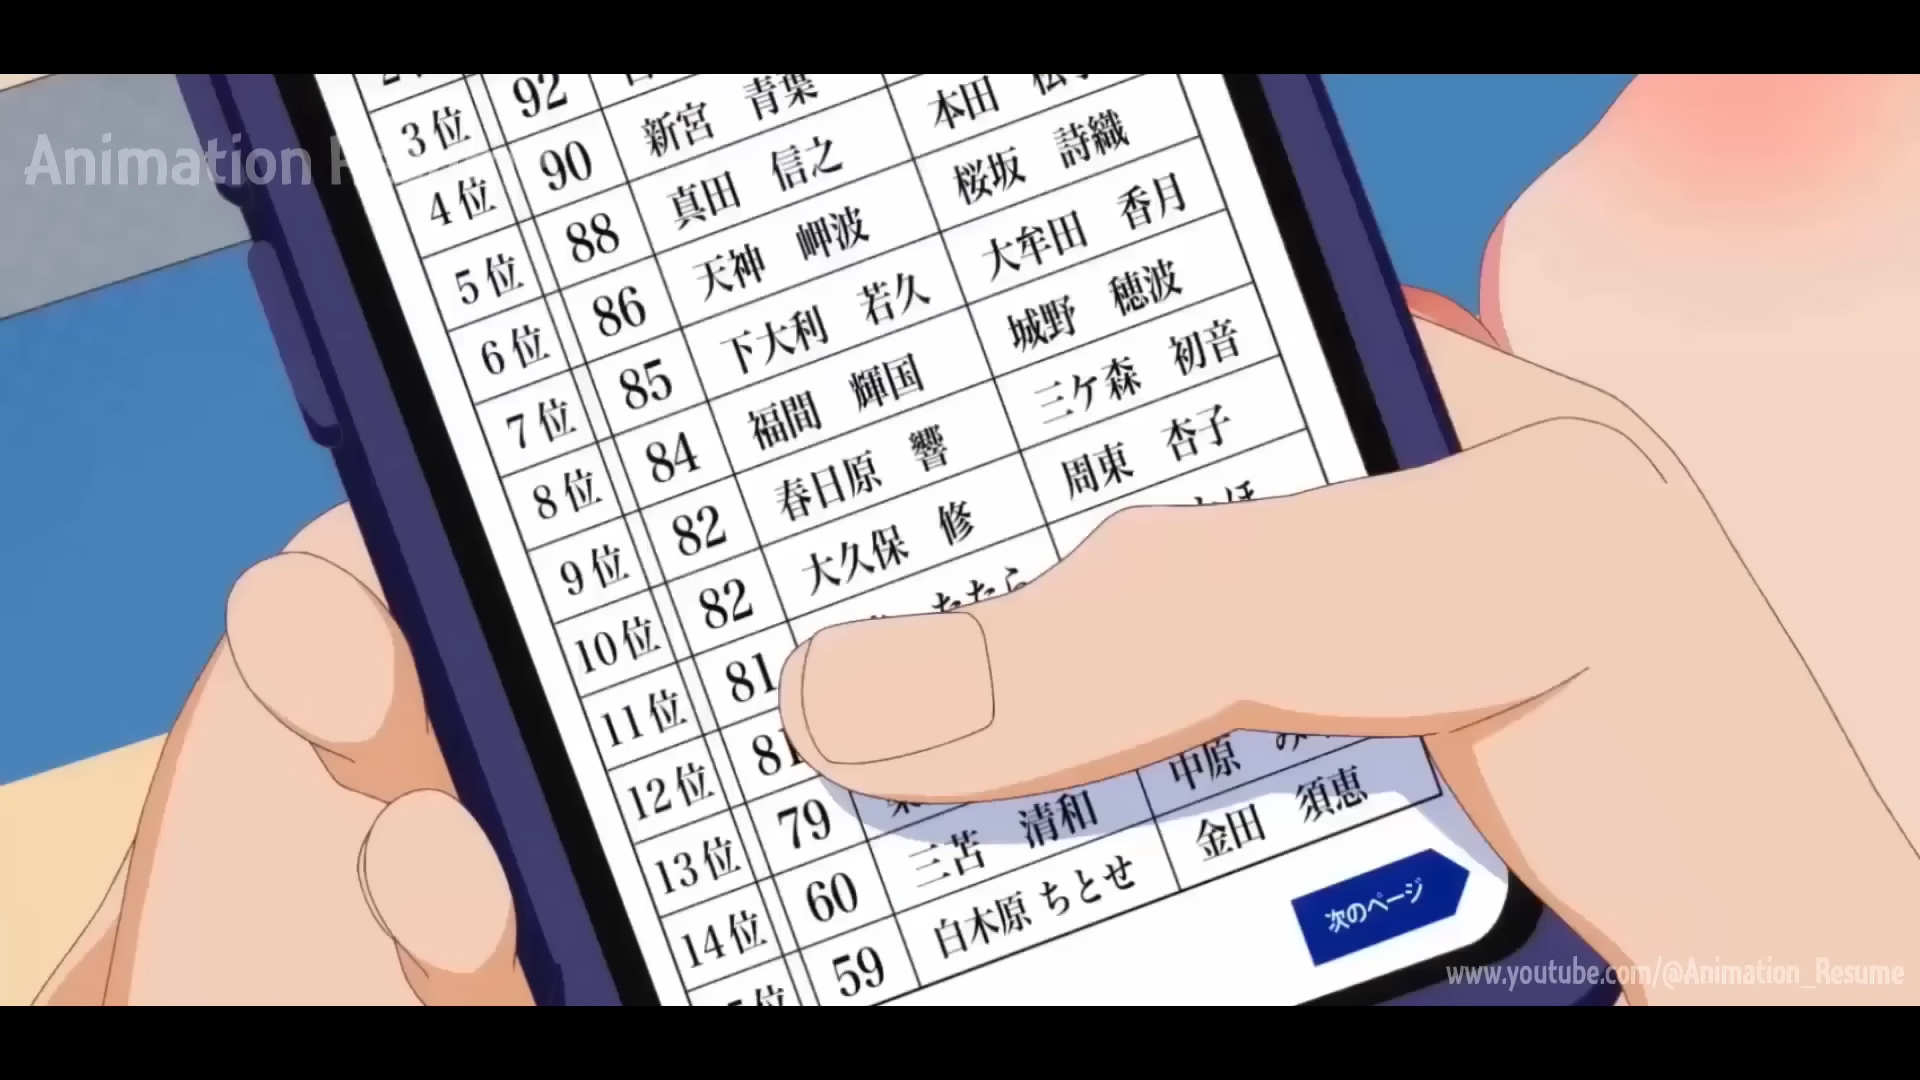 3位 92
4位 90 新宮 青葉
5位 88 真田 信之 本田
6位 86 天神 岬波 桜坂 詩織
7位 85 下大利 若久 大牟田 香月
8位 84 福間 輝国 城野 穂波
9位 82 春日原 響 三ケ森 初音
10位 82 大久保 修 周東 杏子
11位 81
12位 81
13位 79
14位 60 三苫 清和 中原
位 59 白木原 ちとせ 金田 須恵
次のページ
Animation
www.youtube.com/@Animation_Resume